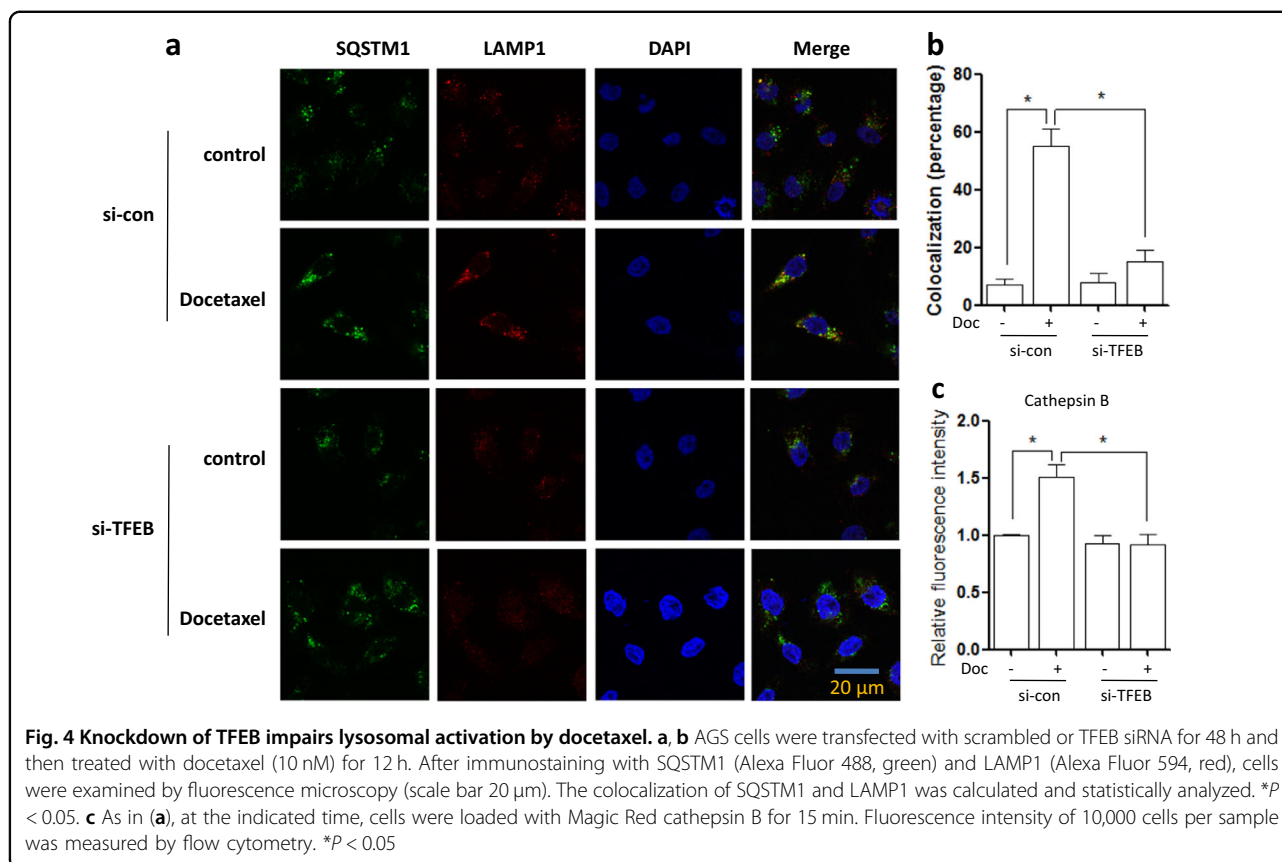 a
SQSTM1 LAMP1 DAPI Merge
si-con
control
Docetaxel
si-TFEB
control
Docetaxel
20 µm
b
Colocalization (percentage)
80
60
40
20
0
* *
Doc - + - +
si-con si-TFEB
c
Cathepsin B
Relative fluorescence intensity
2.0
1.5
1.0
0.5
0.0
* *
Doc - + - +
si-con si-TFEB
Fig. 4 Knockdown of TFEB impairs lysosomal activation by docetaxel. a, b AGS cells were transfected with scrambled or TFEB siRNA for 48 h and
then treated with docetaxel (10 nM) for 12 h. After immunostaining with SQSTM1 (Alexa Fluor 488, green) and LAMP1 (Alexa Fluor 594, red), cells
were examined by fluorescence microscopy (scale bar 20 µm). The colocalization of SQSTM1 and LAMP1 was calculated and statistically analyzed. *P
< 0.05. c As in (a), at the indicated time, cells were loaded with Magic Red cathepsin B for 15 min. Fluorescence intensity of 10,000 cells per sample
was measured by flow cytometry. *P < 0.05